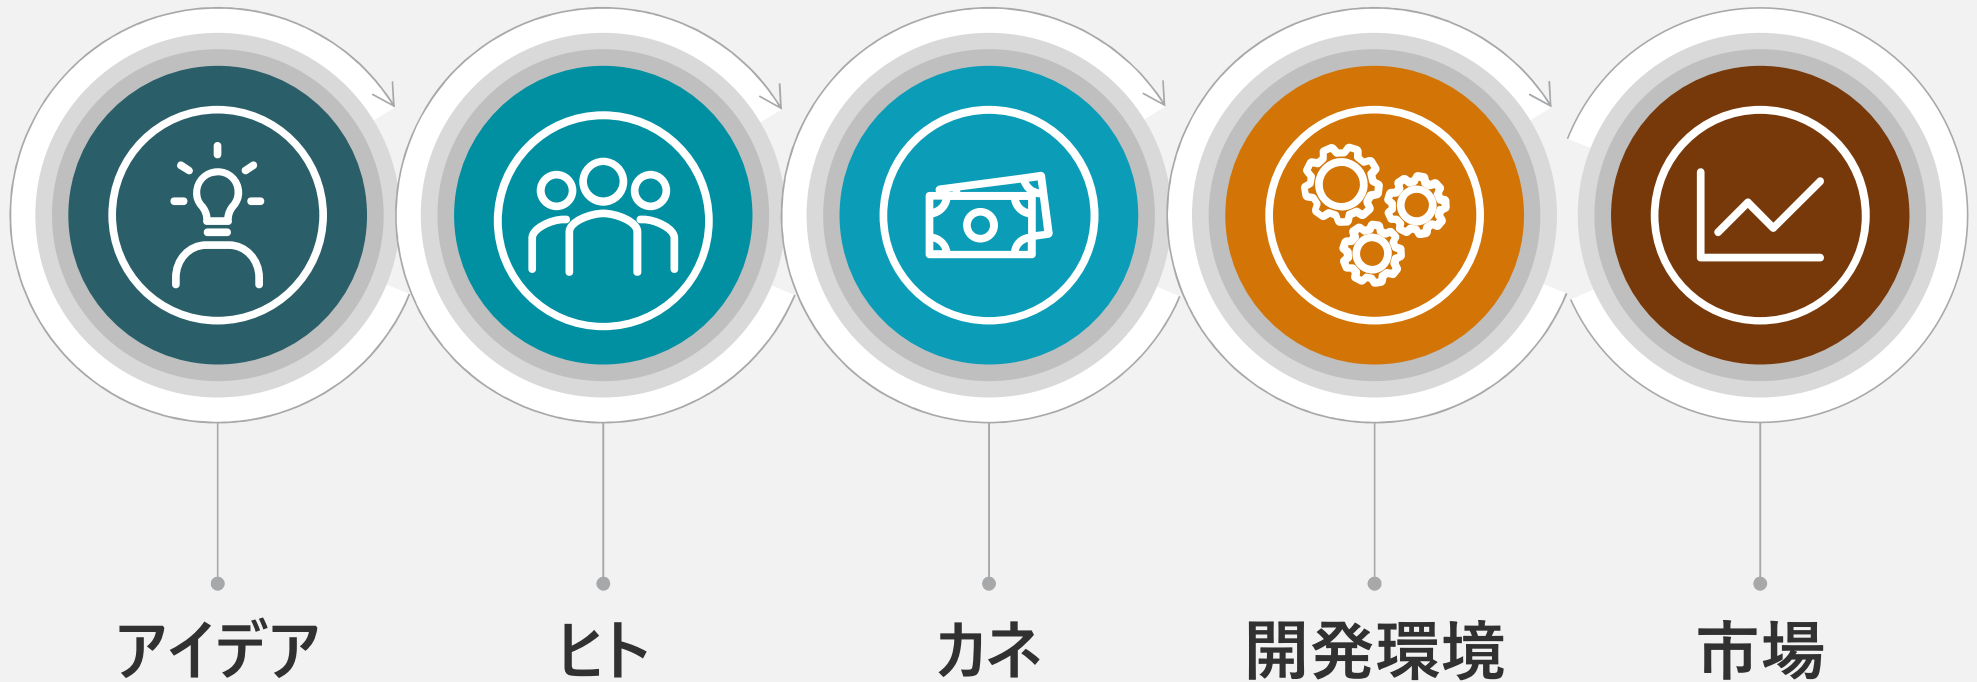 アイデア
ヒト
カネ
開発環境
市場